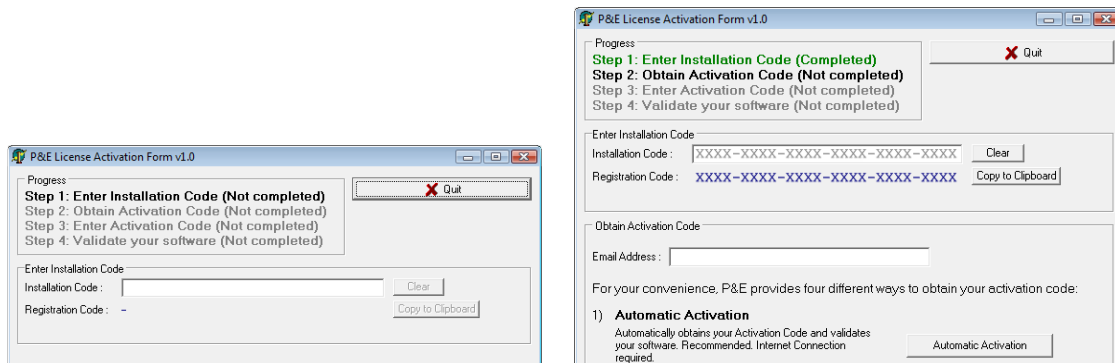 P&E License Activation Form v1.0
Progress
Step 1: Enter Installation Code (Not completed)
Step 2: Obtain Activation Code (Not completed)
Step 3: Enter Activation Code (Not completed)
Step 4: Validate your software (Not completed)
Quit
Enter Installation Code
Installation Code :
Clear
Registration Code : -
Copy to Clipboard
P&E License Activation Form v1.0
Progress
Step 1: Enter Installation Code (Completed)
Step 2: Obtain Activation Code (Not completed)
Step 3: Enter Activation Code (Not completed)
Step 4: Validate your software (Not completed)
Quit
Enter Installation Code
Installation Code : XXXX-XXXX-XXXX-XXXX-XXXX-XXXX Clear
Registration Code : XXXX-XXXX-XXXX-XXXX-XXXX-XXXX Copy to Clipboard
Obtain Activation Code
Email Address :
For your convenience, P&E provides four different ways to obtain your activation code:
1) Automatic Activation
Automatically obtains your Activation Code and validates
your software. Recommended. Internet Connection
required.
Automatic Activation